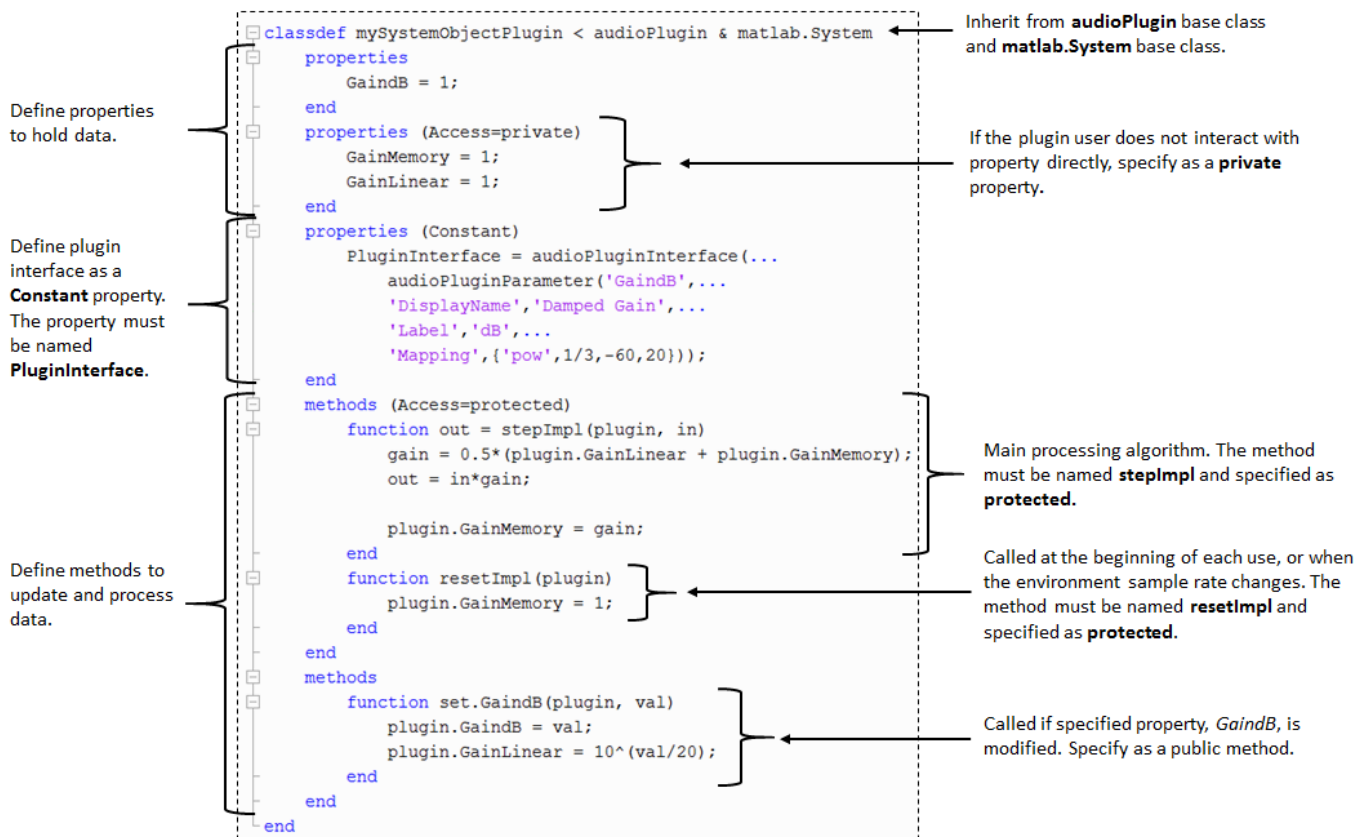 classdef mySystemObjectPlugin < audioPlugin & matlab.System
properties
GaindB = 1;
end
properties (Access=private)
GainMemory = 1;
GainLinear = 1;
end
properties (Constant)
PluginInterface = audioPluginInterface(...
audioPluginParameter('GaindB',...
'DisplayName','Damped Gain',...
'Label','dB',...
'Mapping',{'pow',1/3,-60,20}));
end
methods (Access=protected)
function out = stepImpl(plugin, in)
gain = 0.5*(plugin.GainLinear + plugin.GainMemory);
out = in*gain;
plugin.GainMemory = gain;
end
function resetImpl(plugin)
plugin.GainMemory = 1;
end
end
methods
function set.GaindB(plugin, val)
plugin.GaindB = val;
plugin.GainLinear = 10^(val/20);
end
end
end
Define properties
to hold data.
Define plugin
interface as a
Constant property.
The property must
be named
PluginInterface.
Define methods to
update and process
data.
Inherit from audioPlugin base class
and matlab.System base class.
If the plugin user does not interact with
property directly, specify as a private
property.
Main processing algorithm. The method
must be named stepImpl and specified as
protected.
Called at the beginning of each use, or when
the environment sample rate changes. The
method must be named resetImpl and
specified as protected.
Called if specified property, GaindB, is
modified. Specify as a public method.